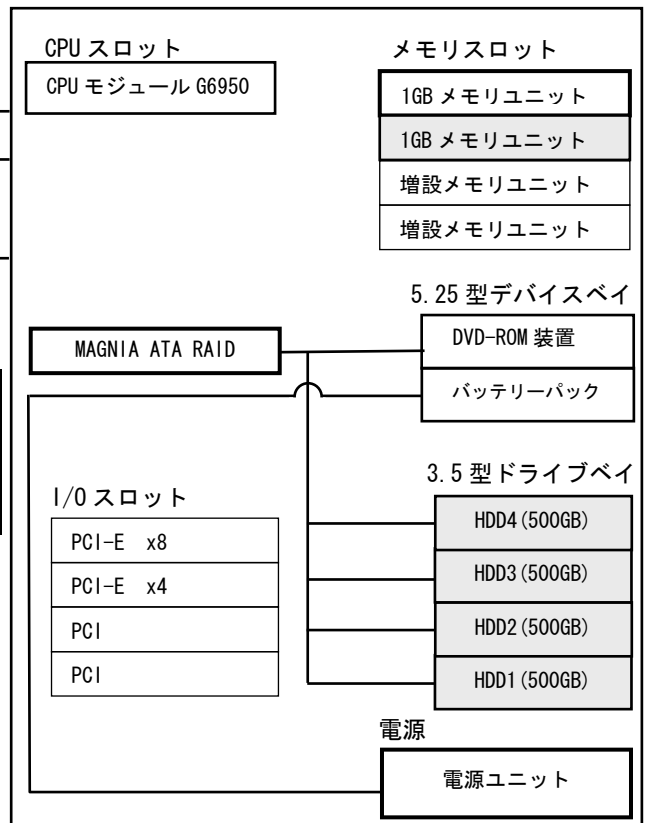 CPU スロット
CPU モジュール G6950
メモリスロット
1GB メモリユニット
1GB メモリユニット
増設メモリユニット
増設メモリユニット
5.25 型デバイスベイ
DVD-ROM 装置
バッテリーパック
MAGNIA ATA RAID
3.5 型ドライブベイ
HDD4(500GB)
HDD3(500GB)
HDD2(500GB)
HDD1(500GB)
I/O スロット
PCI-E x8
PCI-E x4
PCI
PCI
電源
電源ユニット